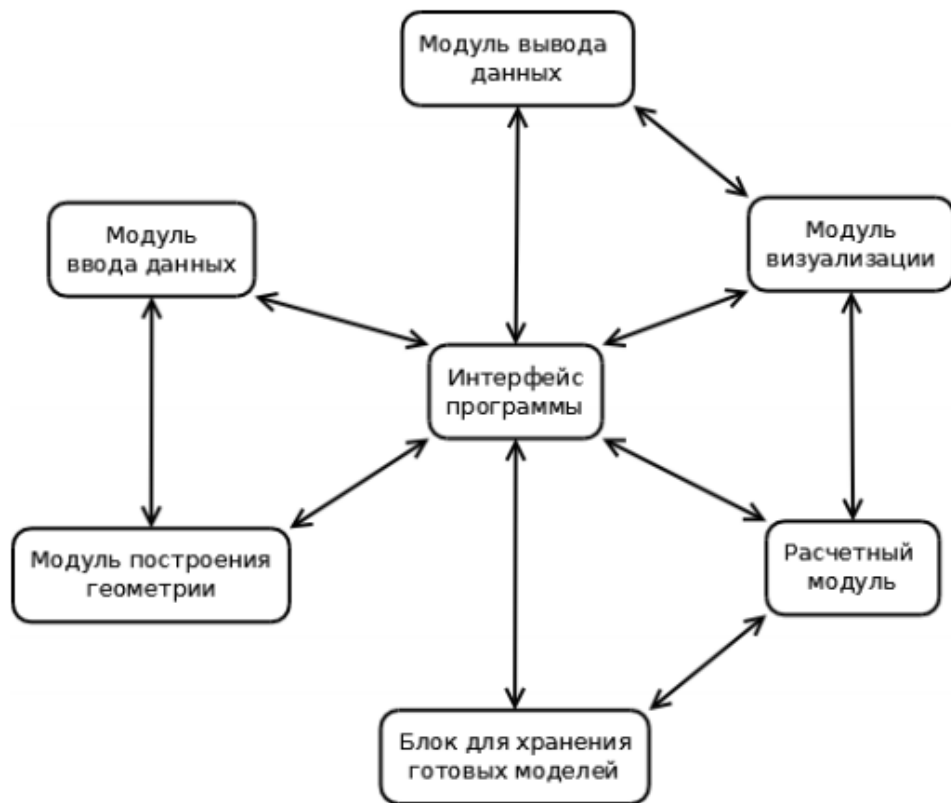 Модуль вывода
данных
Модуль
ввода данных
Модуль
визуализации
Интерфейс
программы
Модуль построения
геометрии
Расчетный
модуль
Блок для хранения
готовых моделей